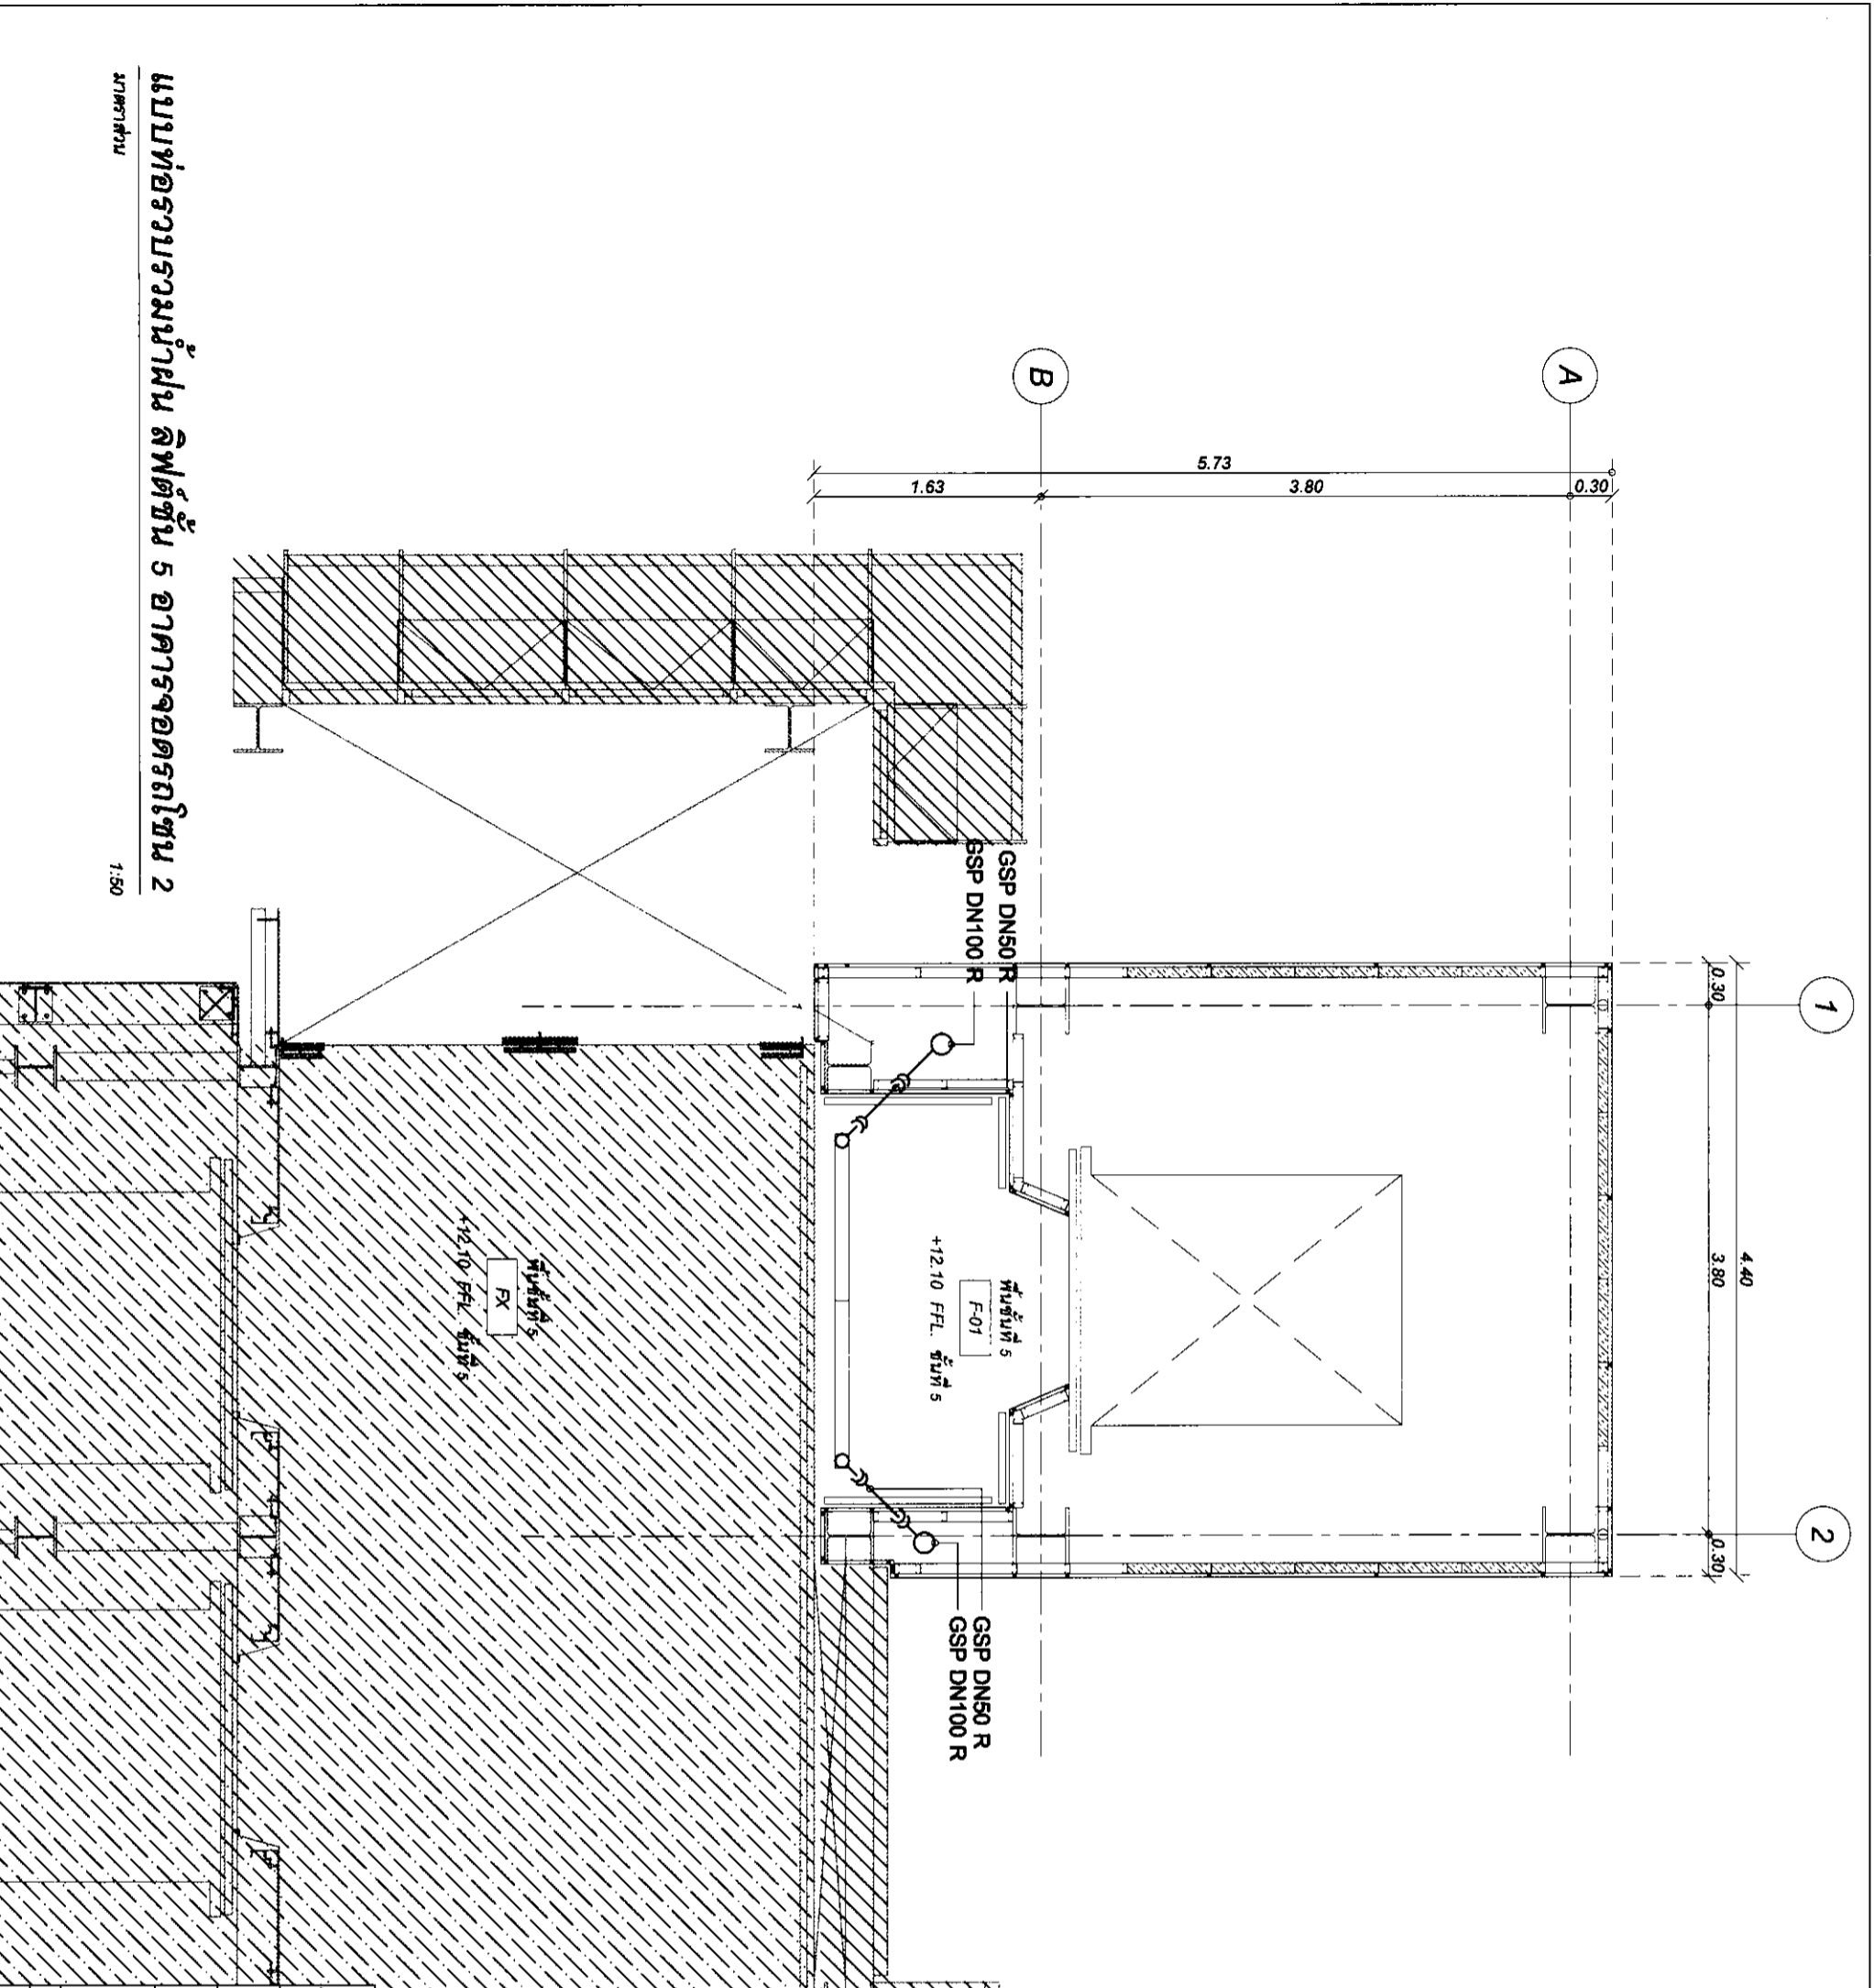 แบบท่อรวบรวมน้ำฝน ลิฟต์ชั้น 5 อาคารจอดรถโซน 2
มาตราส่วน 1:50
A
B
1
2
5.73
1.63
3.80
0.30
0.30
4.40
3.80
0.30
GSP DN50 R
GSP DN100 R
พื้นชั้นที่ 5
F-01
+12.10 FFL. ชั้นที่ 5
พื้นชั้นที่ 5
FX
+12.10 FFL. ชั้นที่ 5
GSP DN50 R
GSP DN100 R